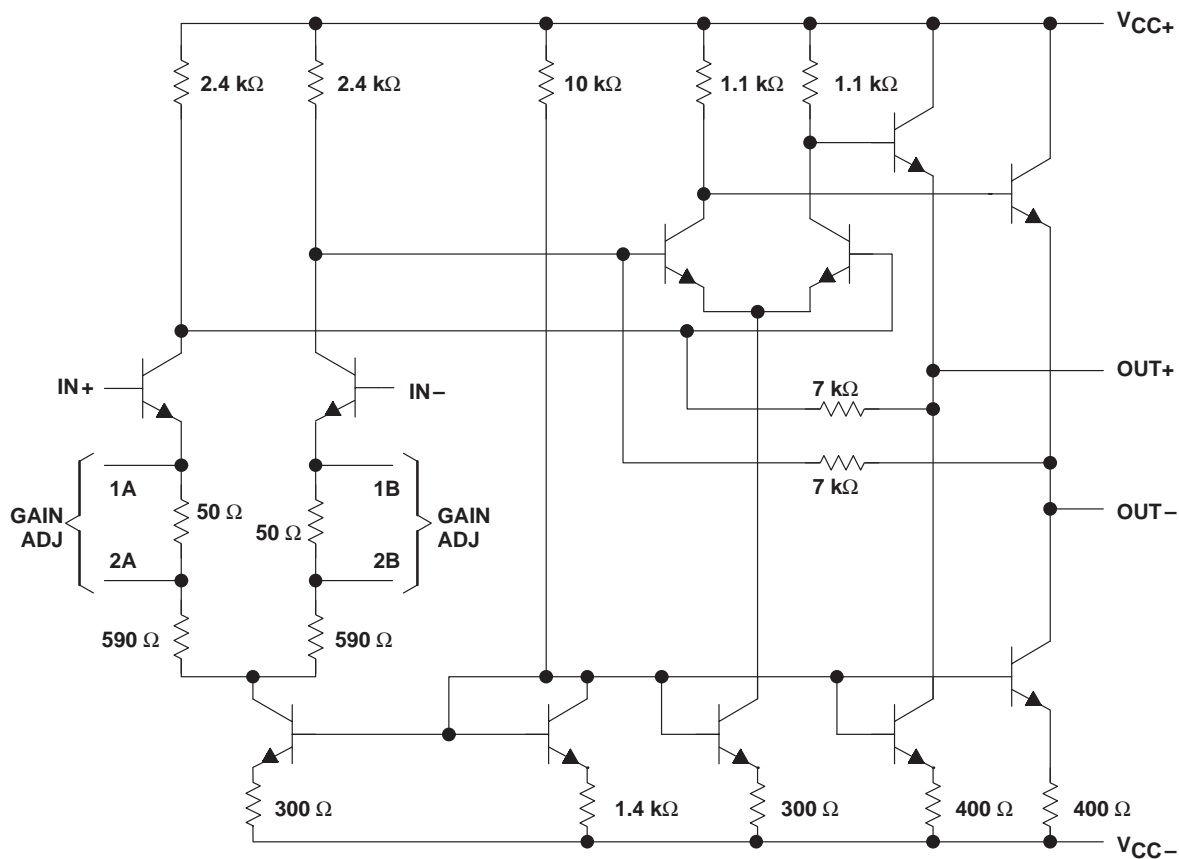 VCC+
2.4 kΩ
2.4 kΩ
10 kΩ
1.1 kΩ
1.1 kΩ
IN+
IN−
OUT+
7 kΩ
7 kΩ
1A
1B
GAIN
ADJ
50 Ω
50 Ω
GAIN
ADJ
OUT−
2A
2B
590 Ω
590 Ω
300 Ω
1.4 kΩ
300 Ω
400 Ω
400 Ω
VCC−